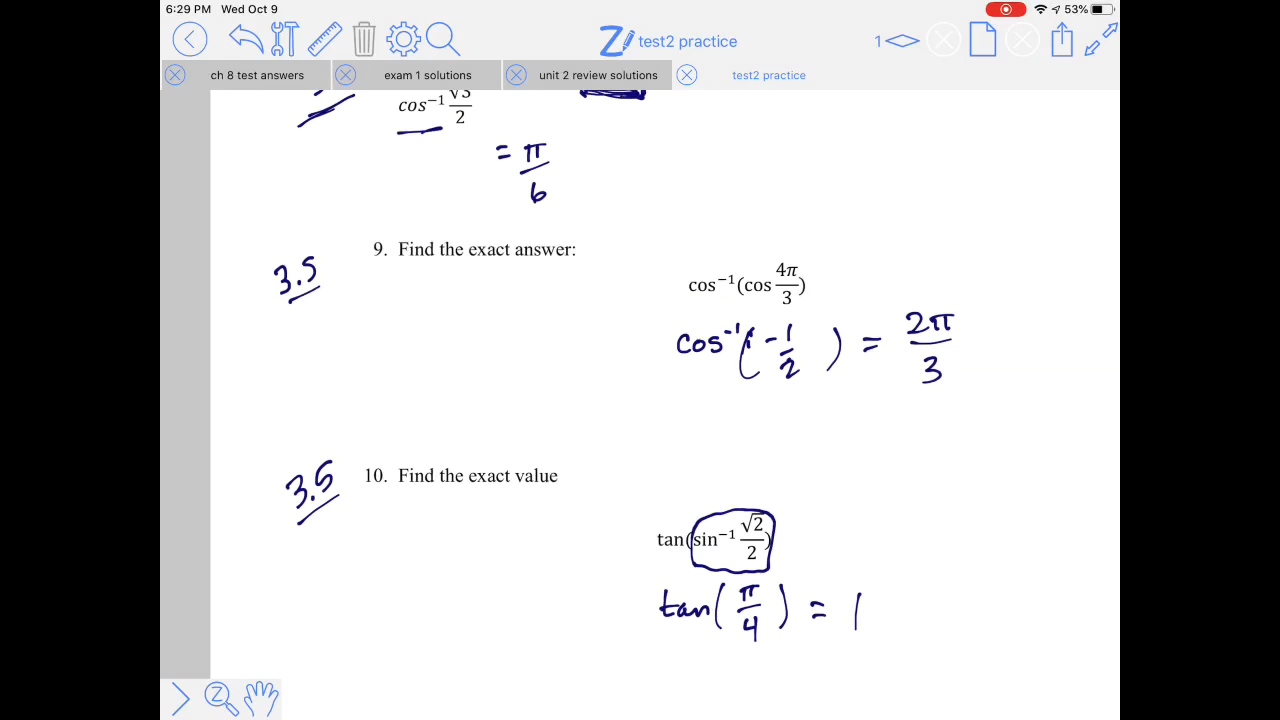 6:29 PM Wed Oct 9 53%
test2 practice 1
ch 8 test answers exam 1 solutions unit 2 review solutions test2 practice
cos⁻¹ √3/2
= π/6
3.5
9. Find the exact answer:
cos⁻¹(cos 4π/3)
cos⁻¹(-1/2) = 2π/3
3.5
10. Find the exact value
tan(sin⁻¹ √2/2)
tan(π/4) = 1